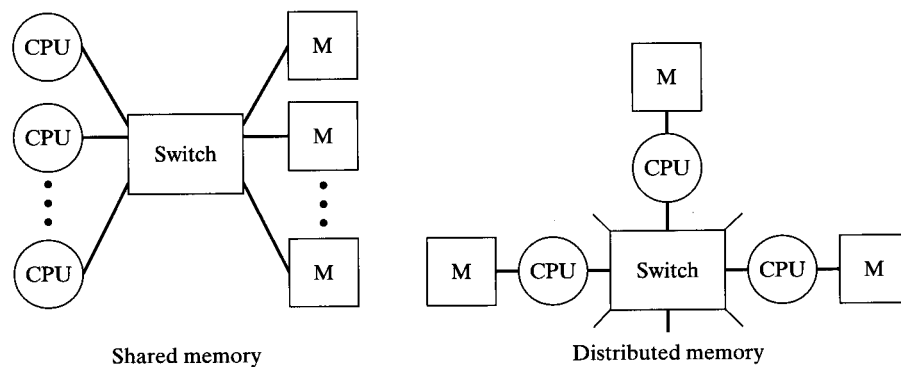 CPU
M
CPU
Switch
M
CPU
M
Shared memory
M
CPU
M
CPU
Switch
CPU
M
Distributed memory